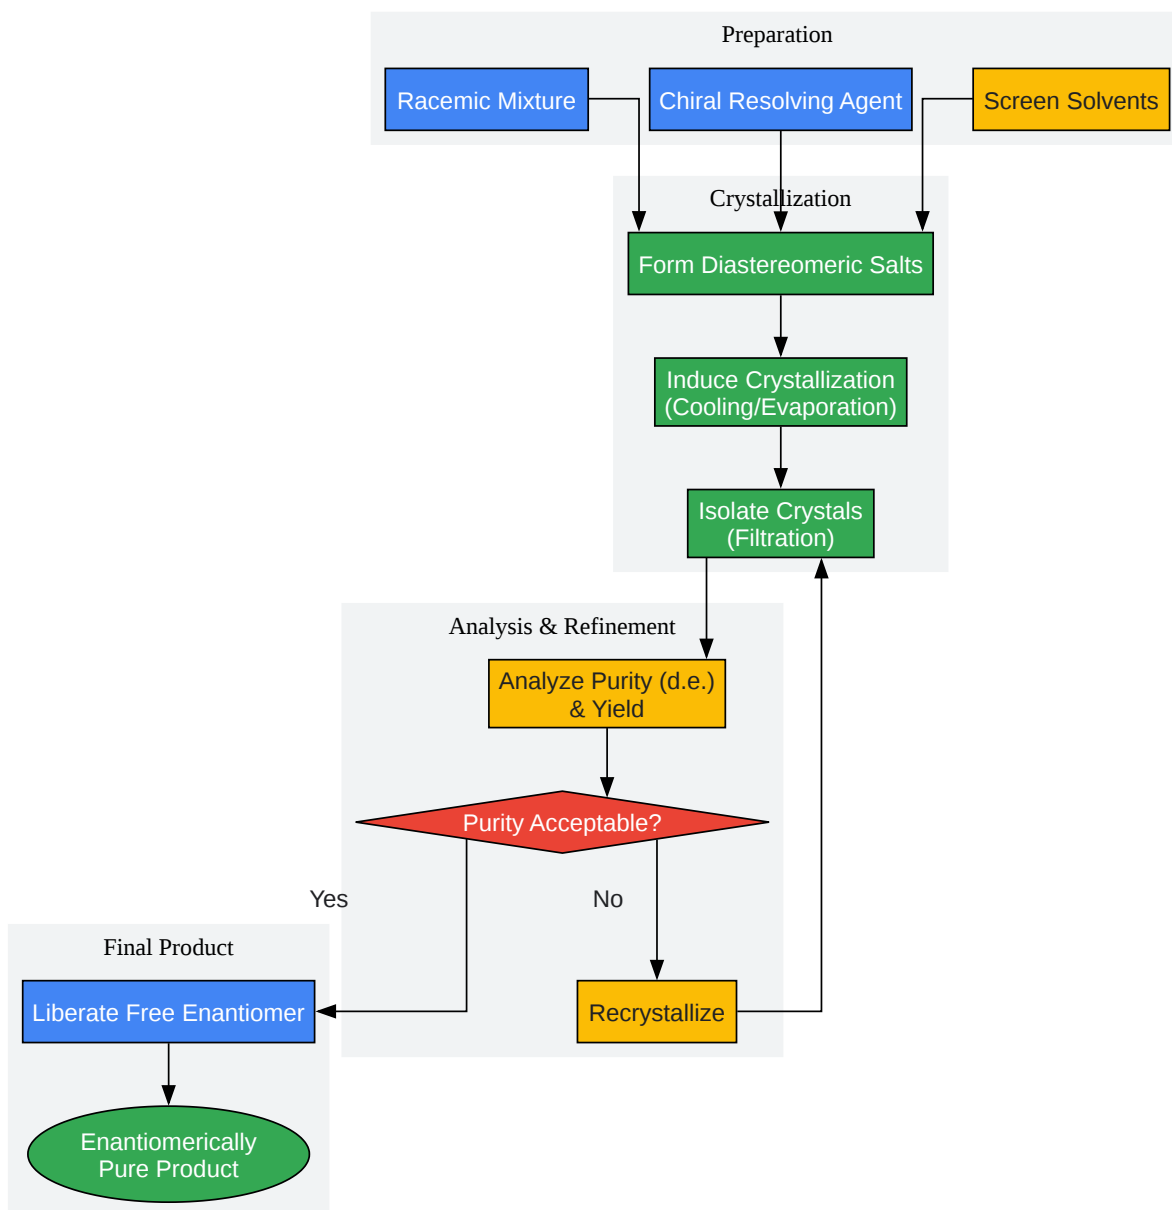 Preparation
Racemic Mixture
Chiral Resolving Agent
Screen Solvents
Crystallization
Form Diastereomeric Salts
Induce Crystallization
(Cooling/Evaporation)
Isolate Crystals
(Filtration)
Analysis & Refinement
Analyze Purity (d.e.)
& Yield
Purity Acceptable?
Yes
No
Final Product
Liberate Free Enantiomer
Recrystallize
Enantiomerically
Pure Product